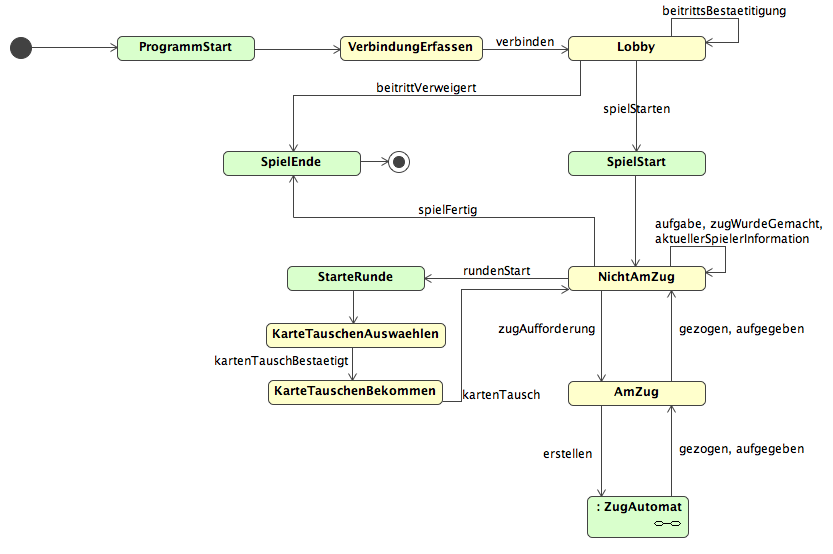 beitrittsBestaetitigung
ProgrammStart
VerbindungErfassen
verbinden
Lobby
beitrittVerweigert
spielStarten
SpielEnde
SpielStart
spielFertig
aufgabe, zugWurdeGemacht,
aktuellerSpielerInformation
StarteRunde
rundenStart
NichtAmZug
KarteTauschenAuswaehlen
zugAufforderung
gezogen, aufgegeben
kartenTauschBestaetigt
KarteTauschenBekommen
kartenTausch
AmZug
erstellen
gezogen, aufgegeben
: ZugAutomat